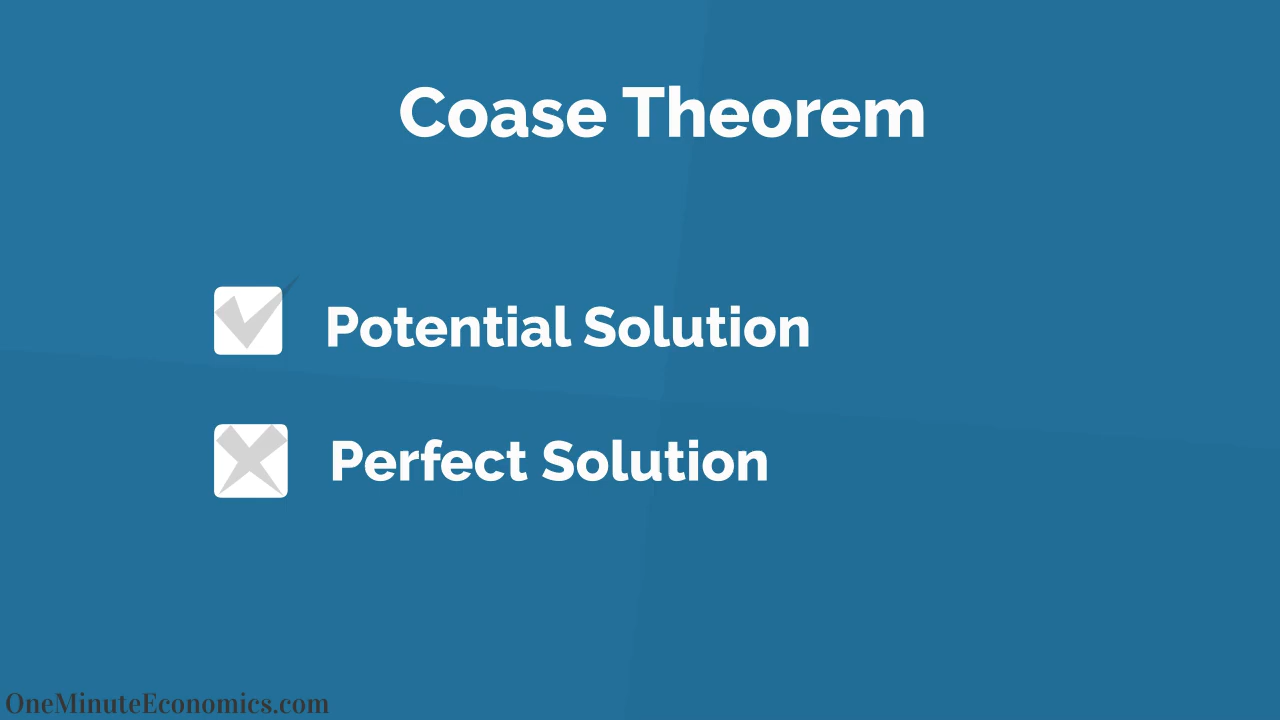 Coase Theorem
Potential Solution
Perfect Solution
OneMinuteEconomics.com